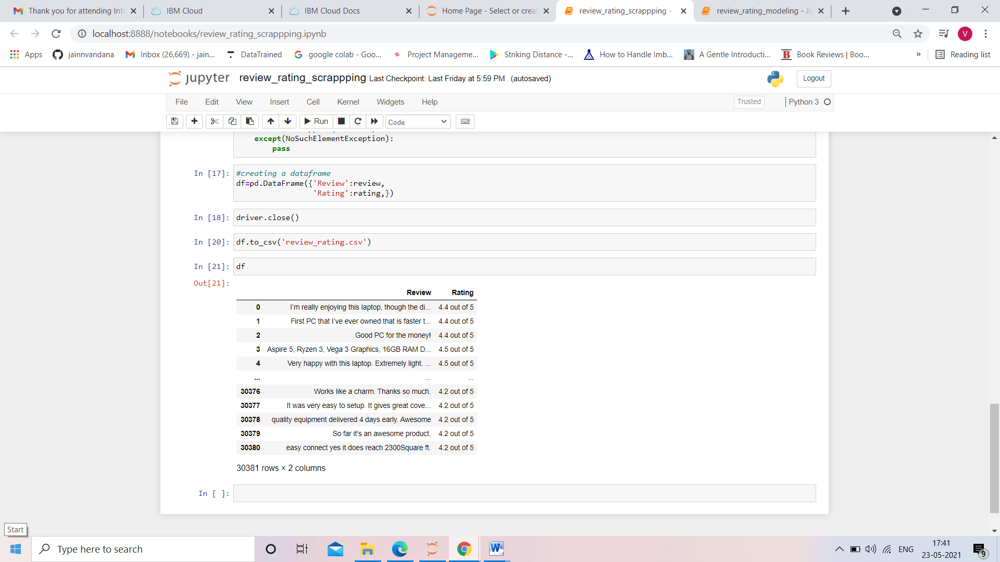 Thank you for attending Inte
IBM Cloud
IBM Cloud Docs
Home Page - Select or creat
review_rating_scrappping -
review_rating_modeling - Ju
localhost:8888/notebooks/review_rating_scrappping.ipynb
V
Apps
jainnvandana
Inbox (26,669) - jain...
DataTrained
google colab - Goo...
Project Manageme...
Striking Distance -...
How to Handle Imb...
A Gentle Introducti...
B
Book Reviews | Boo...
»
Reading list
jupyter
review_rating_scrappping Last Checkpoint: Last Friday at 5:59 PM (autosaved)
Logout
File Edit View Insert Cell Kernel Widgets Help
Trusted
Python 3
Run
Code
except(NoSuchElementException):
pass
In [17]: #creating a dataframe
df=pd.DataFrame({'Review':review,
'Rating':rating,})
In [18]: driver.close()
In [20]: df.to_csv('review_rating.csv')
In [21]: df
Out[21]:
Review Rating
0 I'm really enjoying this laptop, though the di... 4.4 out of 5
1 First PC that I've ever owned that is faster t... 4.4 out of 5
2 Good PC for the money! 4.4 out of 5
3 Aspire 5, Ryzen 3, Vega 3 Graphics, 16GB RAM D... 4.5 out of 5
4 Very happy with this laptop. Extremely light. ... 4.5 out of 5
... ... ...
30376 Works like a charm. Thanks so much. 4.2 out of 5
30377 It was very easy to setup. It gives great cove... 4.2 out of 5
30378 quality equipment delivered 4 days early. Awesome 4.2 out of 5
30379 So far it's an awesome product. 4.2 out of 5
30380 easy connect yes it does reach 2300Square ft. 4.2 out of 5
30381 rows × 2 columns
In [ ]:
Start
Type here to search
W
ENG
17:41
23-05-2021
9